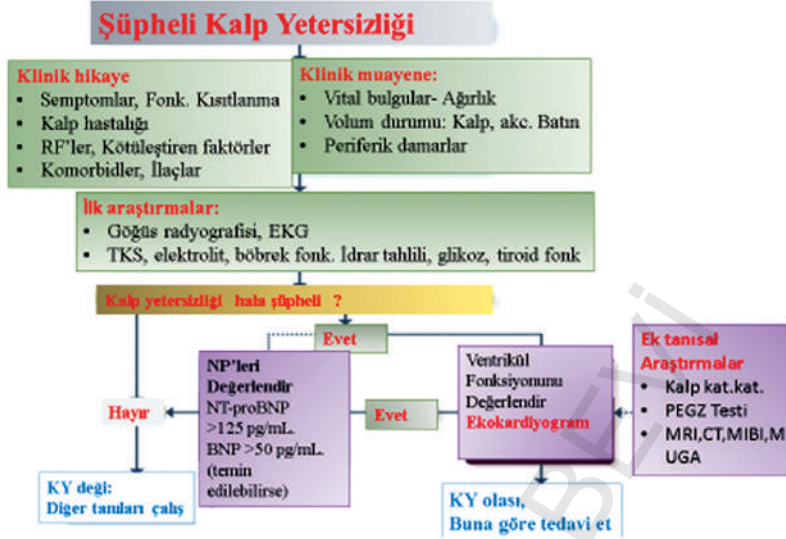 Şüpheli Kalp Yetersizliği
Klinik hikaye
• Semptomlar, Fonk. Kısıtlanma
• Kalp hastalığı
• RF'ler, Kötüleştiren faktörler
• Komorbidler, İlaçlar
Klinik muayene:
• Vital bulgular- Ağırlık
• Volum durumu: Kalp, akc. Batın
• Periferik damarlar
İlk araştırmalar:
• Göğüs radyografisi, EKG
• TKS, elektrolit, böbrek fonk. İdrar tahlili, glikoz, tiroid fonk
Kalp yetersizliği hala şüpheli ?
Evet
NP'leri
Değerlendir
NT-proBNP
>125 pg/mL.
BNP >50 pg/mL.
(temin
edilebilirse)
Hayır
Evet
Ventrikül
Fonksiyonunu
Değerlendir
Ekokardiyogram
Ek tanısal
Araştırmalar
• Kalp kat.kat.
• PEGZ Testi
• MRI,CT,MIBI,M
UGA
KY deği:
Diğer tanıları çalış
KY olası,
Buna göre tedavi et
BEYi